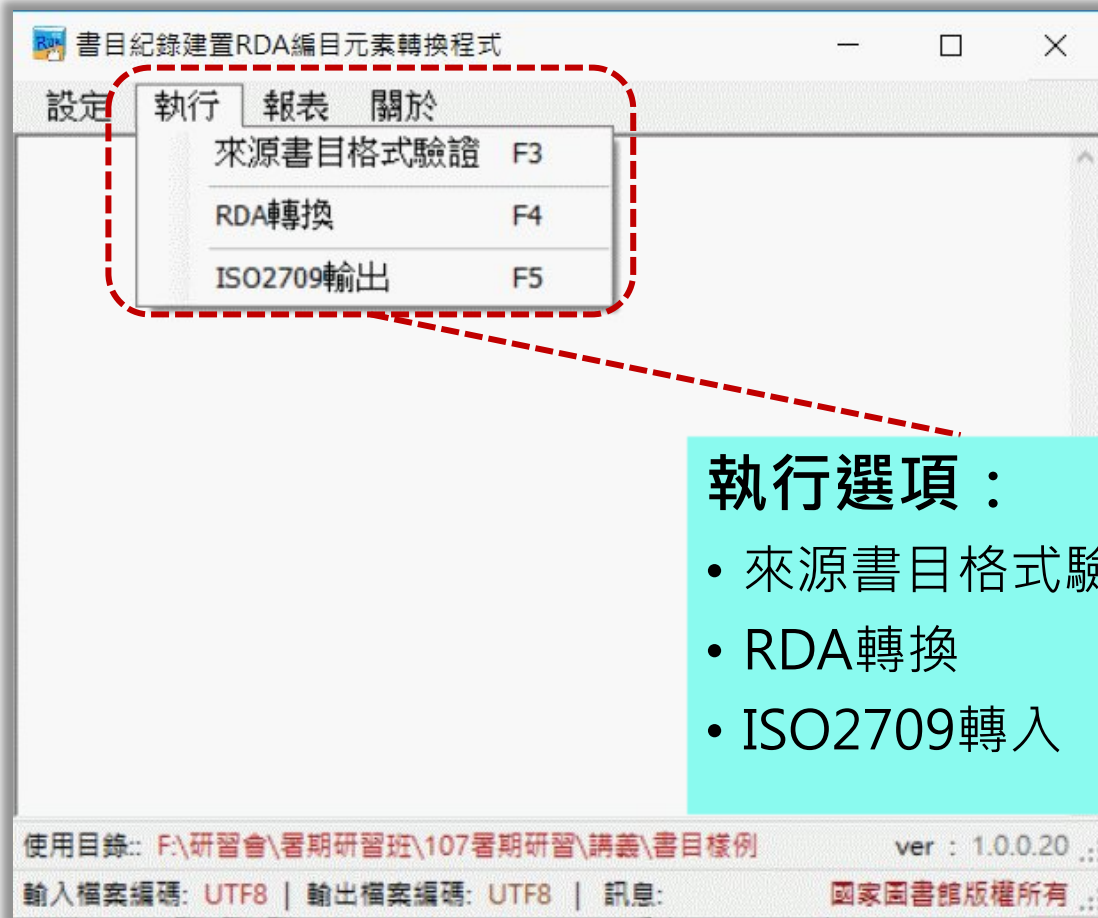 書目紀錄建置RDA編目元素轉換程式
設定 執行 報表 關於
來源書目格式驗證 F3
RDA轉換 F4
ISO2709輸出 F5
執行選項：
• 來源書目格式驗
• RDA轉換
• ISO2709轉入
使用目錄:: F:\研習會\署期研習班\107署期研習\講義\書目樣例 ver : 1.0.0.20
輸入檔案編碼: UTF8 | 輸出檔案編碼: UTF8 | 訊息: 國家圖書館版權所有